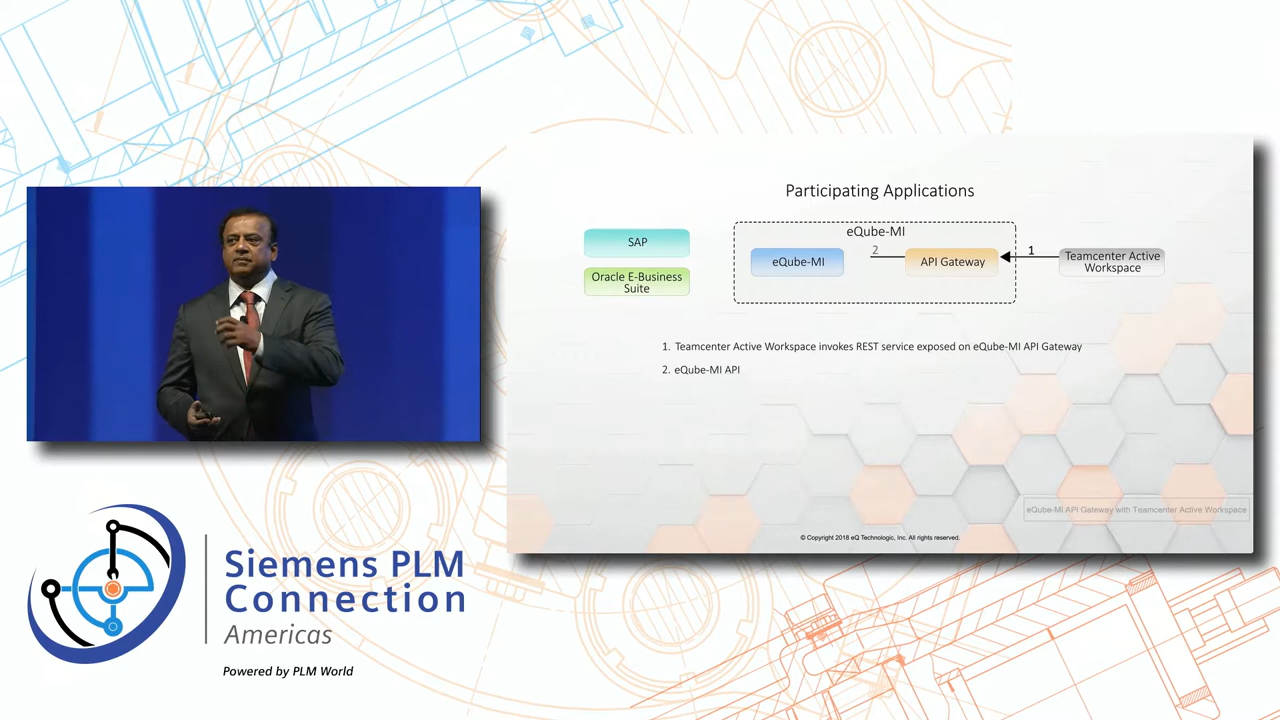 Participating Applications
SAP
Oracle E-Business
Suite
eQube-MI
eQube-MI
2
API Gateway
1
Teamcenter Active
Workspace
1. Teamcenter Active Workspace invokes REST service exposed on eQube-MI API Gateway
2. eQube-MI API
eQube-MI API Gateway with Teamcenter Active Workspace
© Copyright 2018 eQ Technologic, Inc. All rights reserved.
Siemens PLM
Connection
Americas
Powered by PLM World